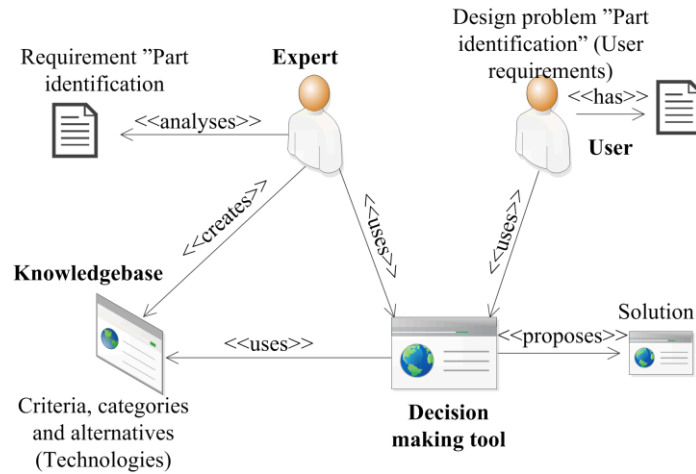 Design problem ”Part
identification” (User
requirements)
Requirement ”Part
identification
Expert
<<has>>
<<analyses>>
User
<<creates>>
<<uses>>
<<uses>>
Knowledgebase
Solution
<<uses>>
<<proposes>>
Criteria, categories
and alternatives
(Technologies)
Decision
making tool